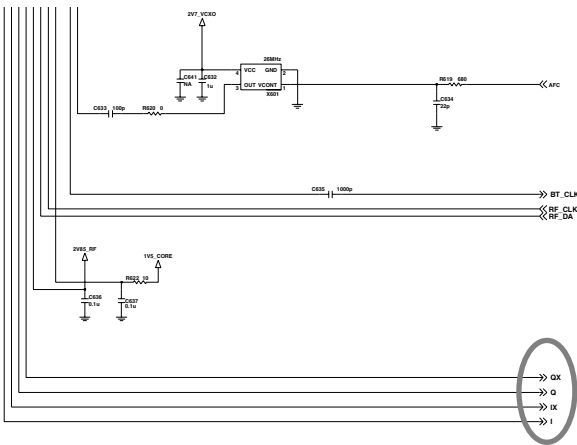 2V7_VCXO
26MHz
C641
NA
C632
1u
4 VCC GND 2
3 OUT VCONT 1
X601
R619 680
AFC
C634
22p
C633 100p
R620 0
C635 1000p
BT_CLK
RF_CLK
RF_DA
2V85_RF
1V5_CORE
R622 10
C636
0.1u
C637
0.1u
QX
Q
IX
I